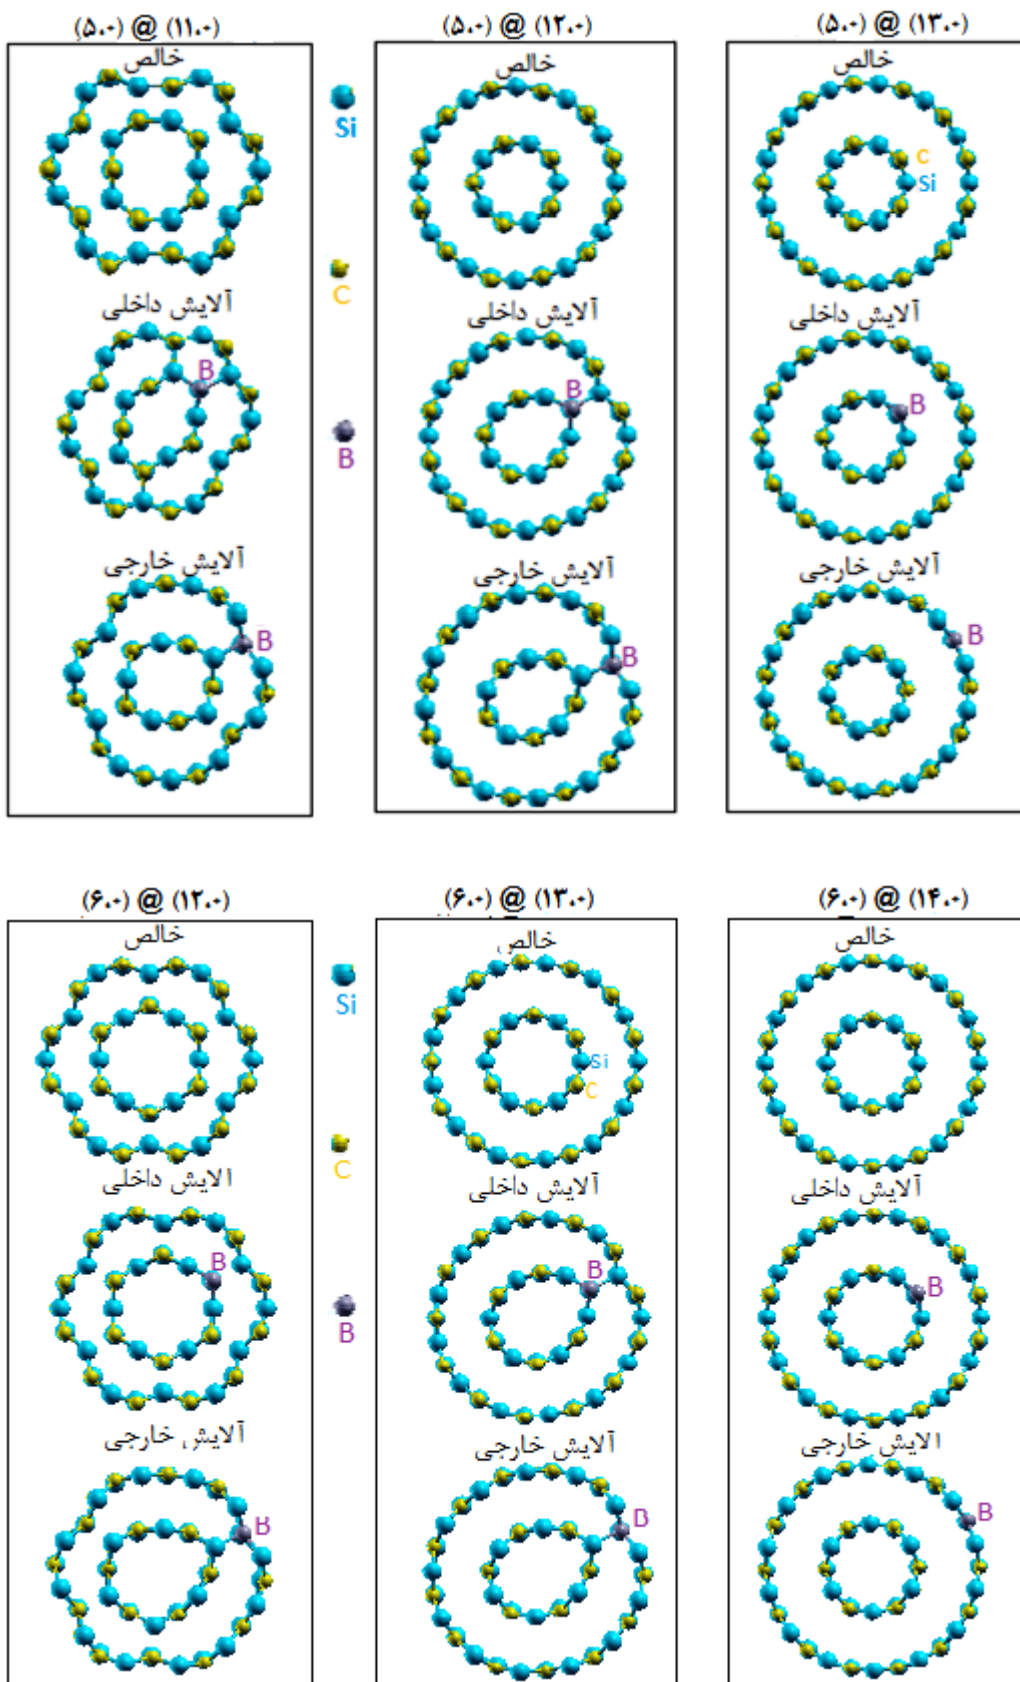 (۵.۰) @ (۱۱.۰)
(۵.۰) @ (۱۲.۰)
(۵.۰) @ (۱۳.۰)
خالص
خالص
خالص
Si
C
Si
C
آلایش داخلی
آلایش داخلی
آلایش داخلی
B
B
B
B
آلایش خارجی
آلایش خارجی
آلایش خارجی
B
B
B
(۶.۰) @ (۱۲.۰)
(۶.۰) @ (۱۳.۰)
(۶.۰) @ (۱۴.۰)
خالص
خالص
خالص
Si
Si
C
C
الایش داخلی
آلایش داخلی
آلایش داخلی
B
B
B
B
آلایش خارجی
آلایش خارجی
الایش خارجی
B
B
B